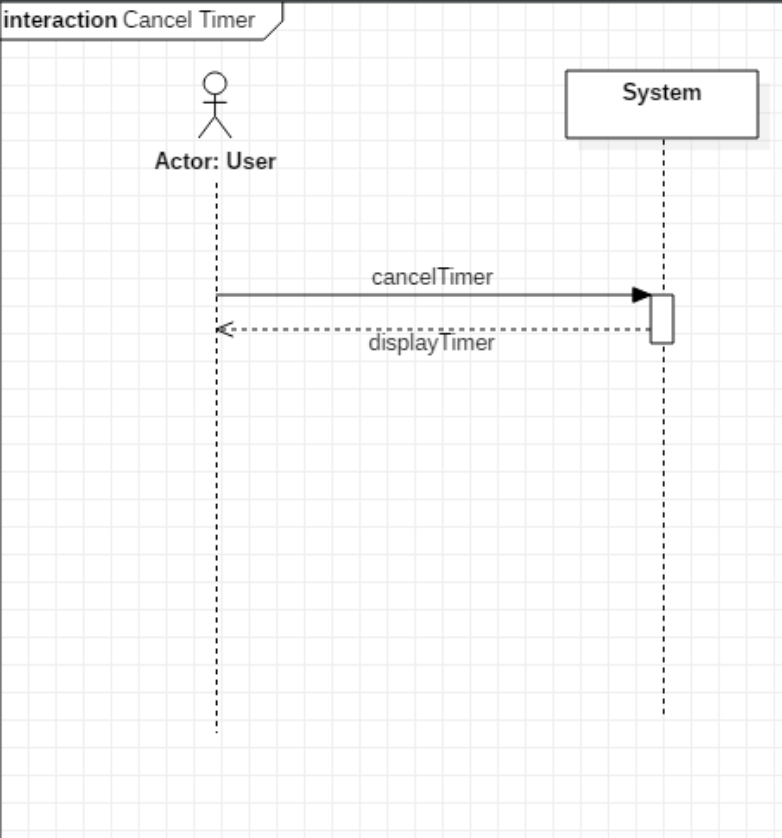 interaction Cancel Timer
System
Actor: User
cancelTimer
displayTimer